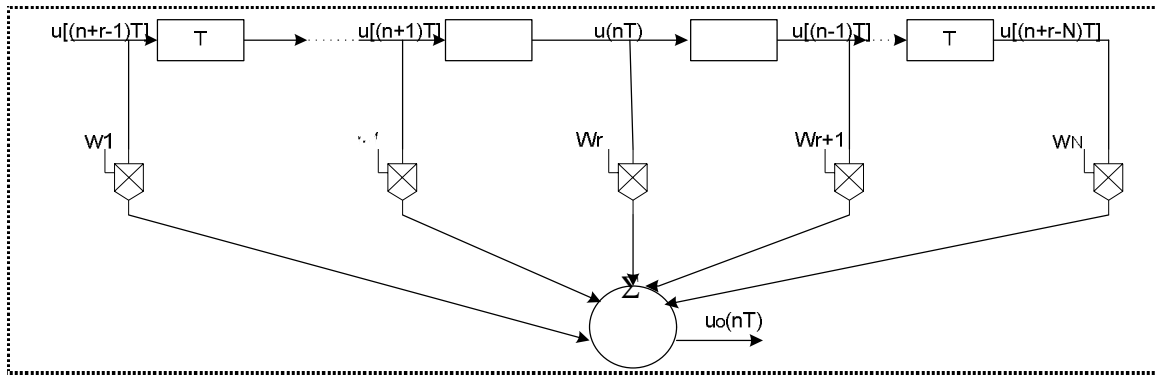 u[(n+r-1)T] T u[(n+1)T] u(nT) u[(n-1)T] T u[(n+r-N)T]
W1 Wr Wr+1 WN
Σ
uo(nT)